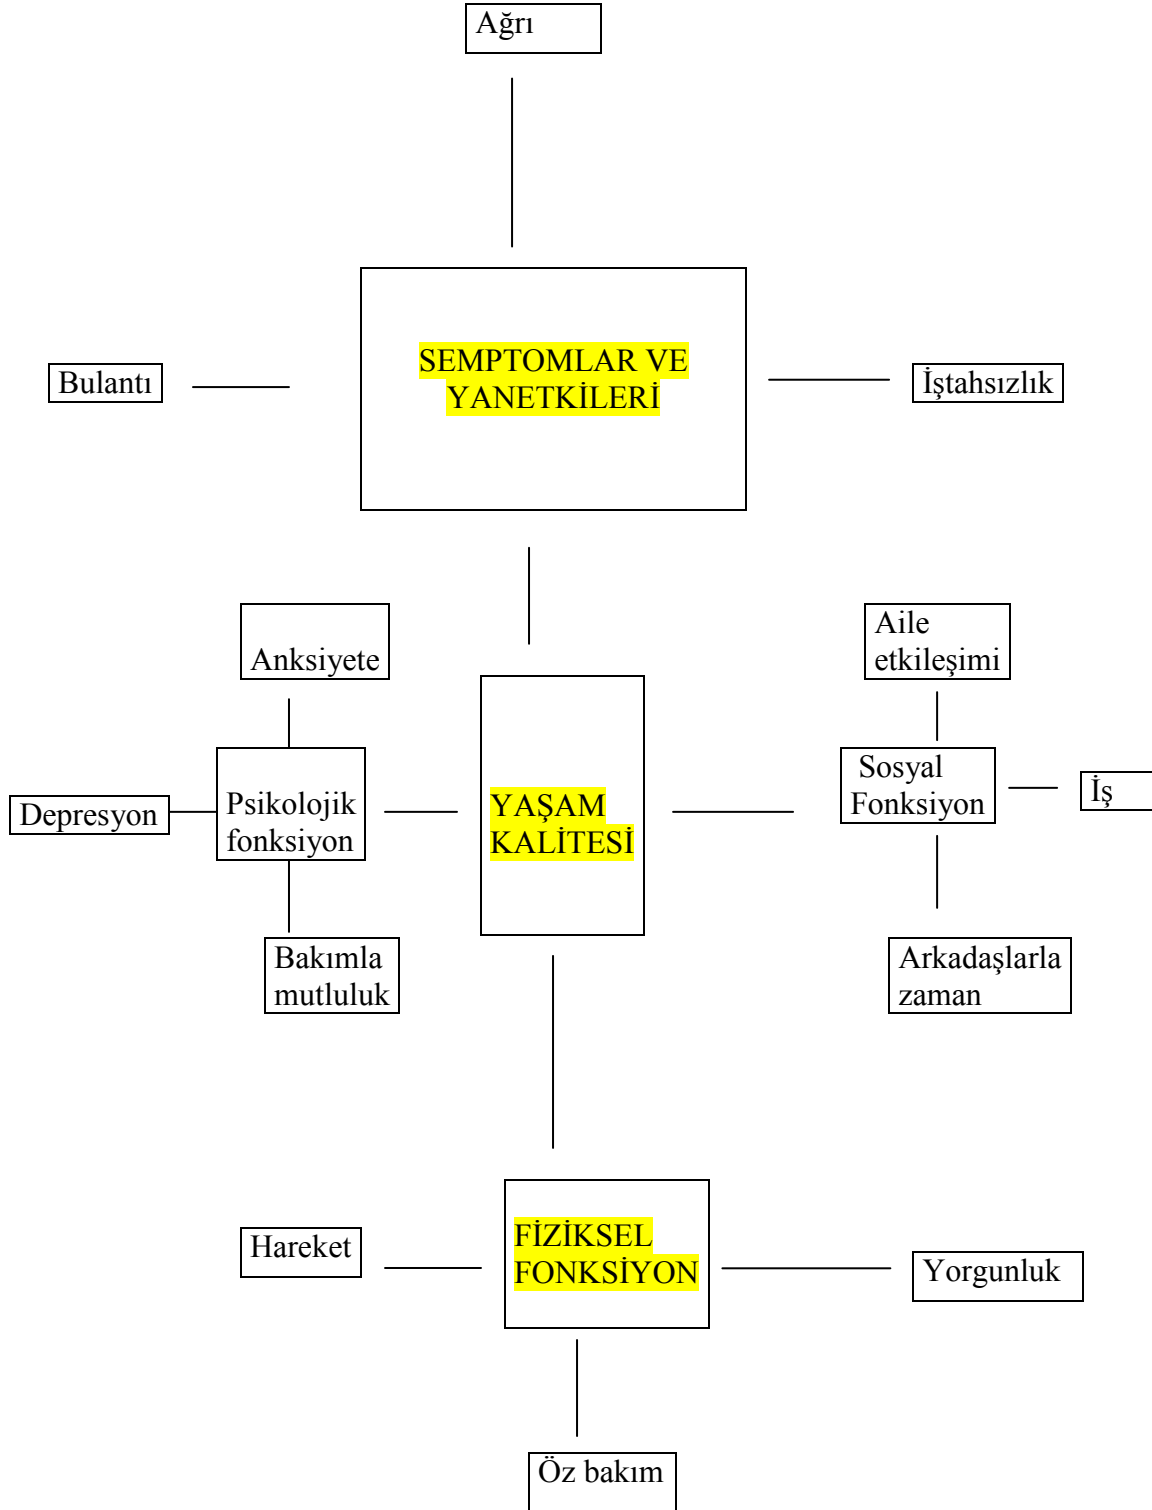 Ağrı
SEMPTOMLAR VE
YANETKİLERİ
Bulantı
İştahsızlık
Anksiyete
Aile
etkileşimi
Depresyon
Psikolojik
fonksiyon
YAŞAM
KALİTESİ
Sosyal
Fonksiyon
İş
Bakımla
mutluluk
Arkadaşlarla
zaman
Hareket
FİZİKSEL
FONKSİYON
Yorgunluk
Öz bakım